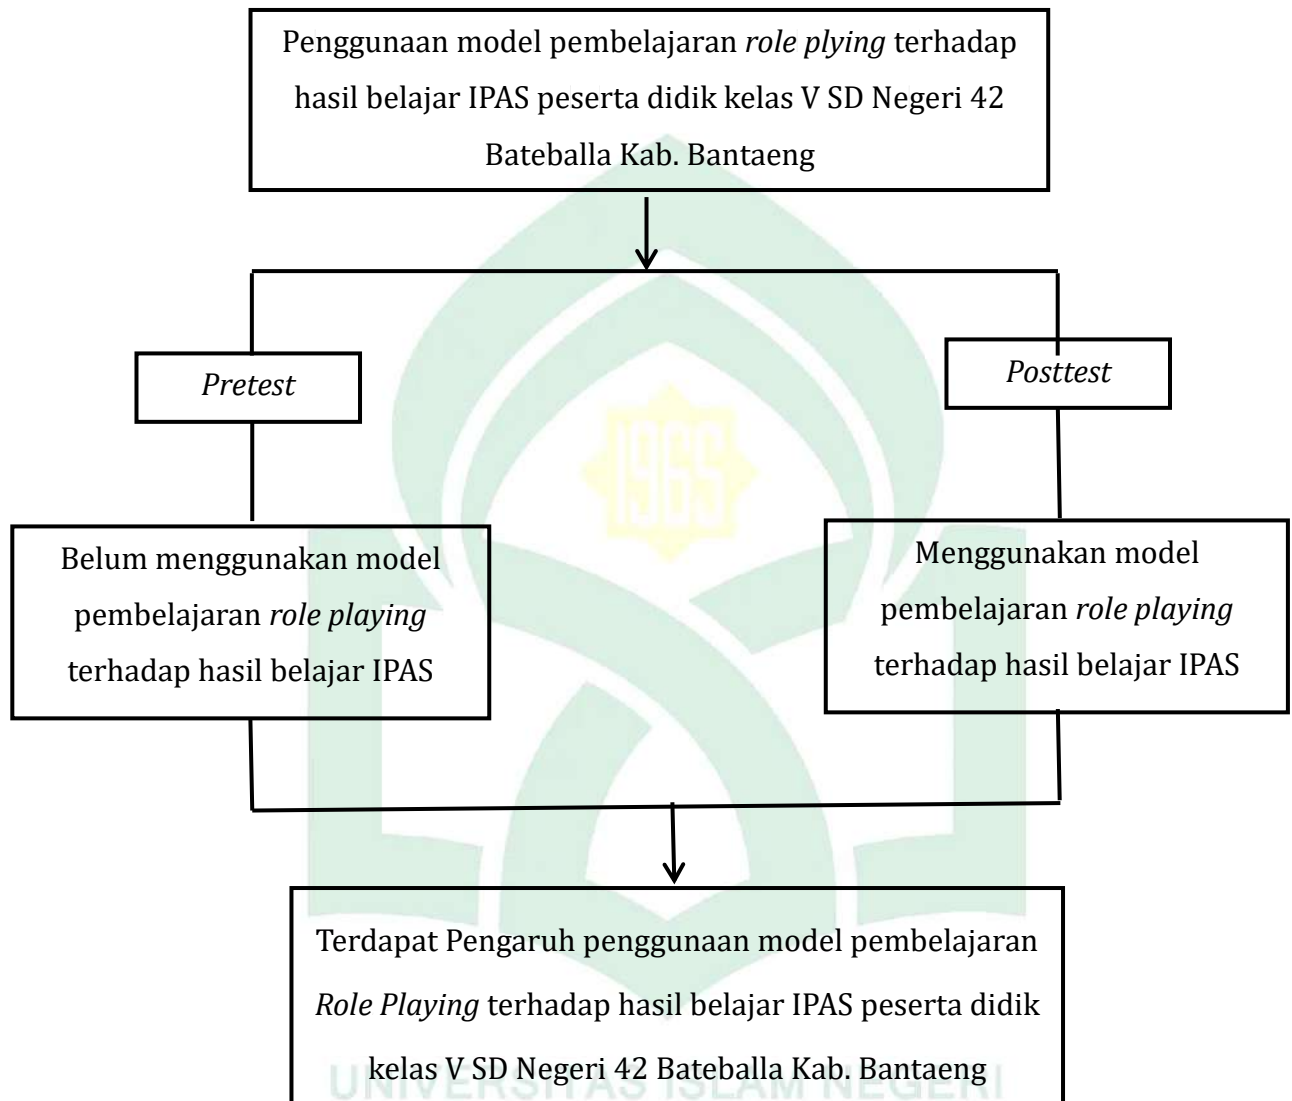 Penggunaan model pembelajaran role plying terhadap
hasil belajar IPAS peserta didik kelas V SD Negeri 42
Bateballa Kab. Bantaeng
Pretest
Posttest
1965
Belum menggunakan model
pembelajaran role playing
terhadap hasil belajar IPAS
Menggunakan model
pembelajaran role playing
terhadap hasil belajar IPAS
Terdapat Pengaruh penggunaan model pembelajaran
Role Playing terhadap hasil belajar IPAS peserta didik
kelas V SD Negeri 42 Bateballa Kab. Bantaeng
UNIVERSITAS ISLAM NEGERI